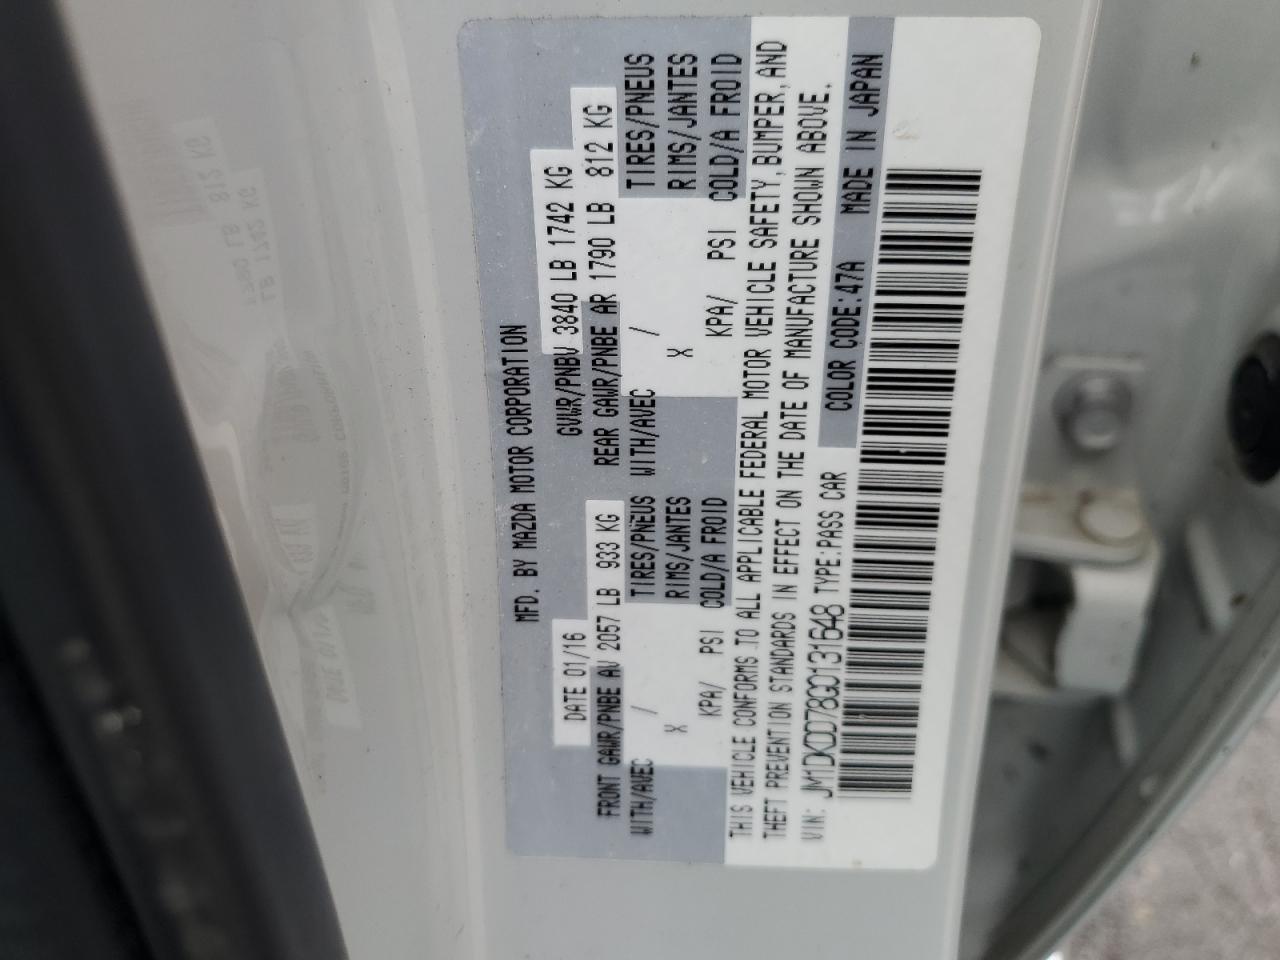 MFD. BY MAZDA MOTOR CORPORATION
DATE 01/16 GVWR/PNBV 3840 LB 1742 KG
FRONT GAWR/PNBE AV 2057 LB 933 KG REAR GAWR/PNBE AR 1790 LB 812 KG
WITH/AVEC / TIRES/PNEUS WITH/AVEC / TIRES/PNEUS
X RIMS/JANTES X RIMS/JANTES
KPA/ PSI COLD/A FROID KPA/ PSI COLD/A FROID
THIS VEHICLE CONFORMS TO ALL APPLICABLE FEDERAL MOTOR VEHICLE SAFETY, BUMPER, AND
THEFT PREVENTION STANDARDS IN EFFECT ON THE DATE OF MANUFACTURE SHOWN ABOVE.
VIN: JM1DKDD78G0131648 TYPE:PASS CAR COLOR CODE:47A MADE IN JAPAN